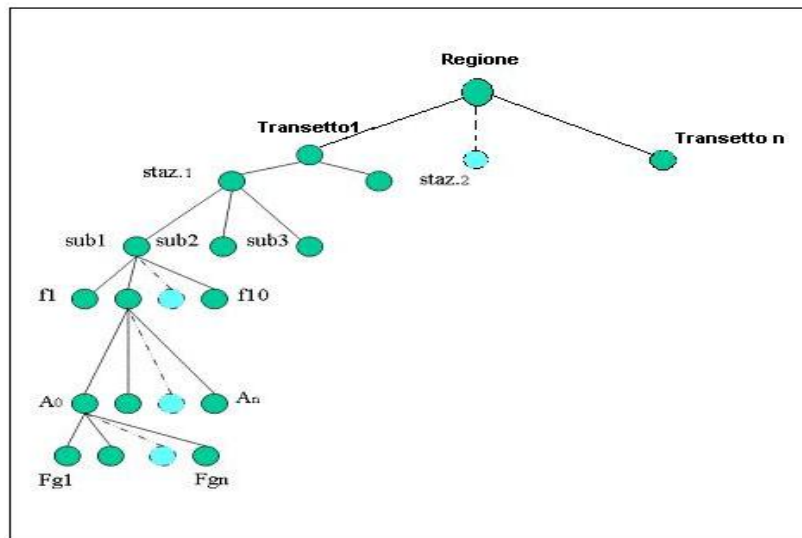 Regione
Transetto1
Transetto n
staz.1
staz.2
sub1 sub2 sub3
f1 f10
A0 An
Fg1 Fgn